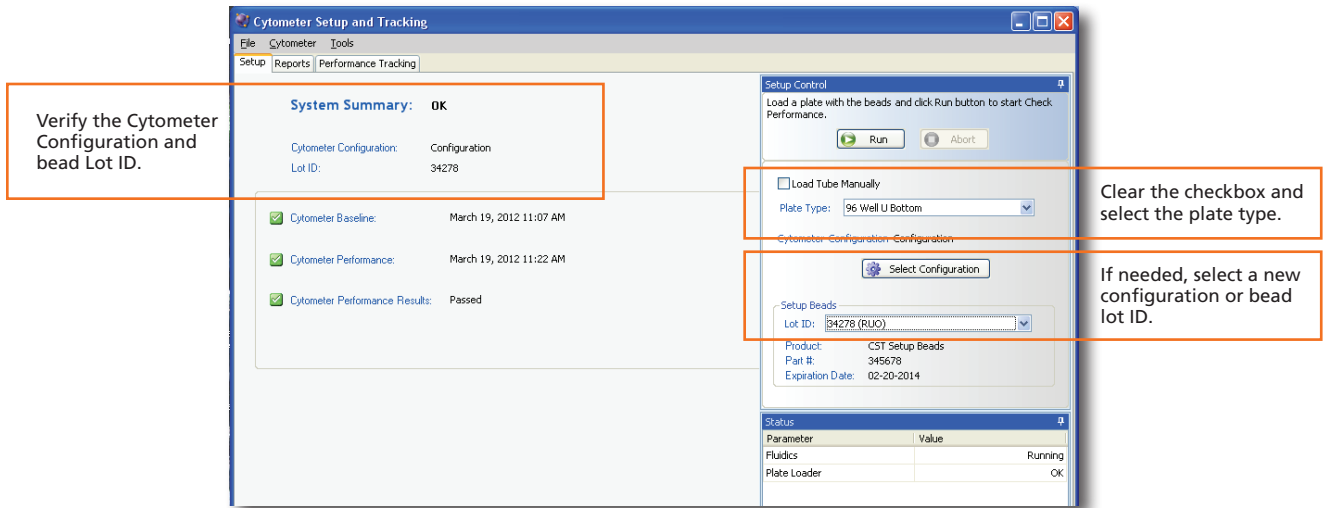 Cytometer Setup and Tracking
File Cytometer Tools
Setup Reports Performance Tracking
Verify the Cytometer
Configuration and
bead Lot ID.
System Summary: OK
Cytometer Configuration: Configuration
Lot ID: 34278
Cytometer Baseline: March 19, 2012 11:07 AM
Cytometer Performance: March 19, 2012 11:22 AM
Cytometer Performance Results: Passed
Setup Control
Load a plate with the beads and click Run button to start Check
Performance.
Run Abort
Load Tube Manually
Plate Type: 96 Well U Bottom
Cytometer Configuration Configuration
Select Configuration
Setup Beads
Lot ID: 34278 (RUO)
Product: CST Setup Beads
Part #: 345678
Expiration Date: 02-20-2014
Status
Parameter Value
Fluidics Running
Plate Loader OK
Clear the checkbox and
select the plate type.
If needed, select a new
configuration or bead
lot ID.